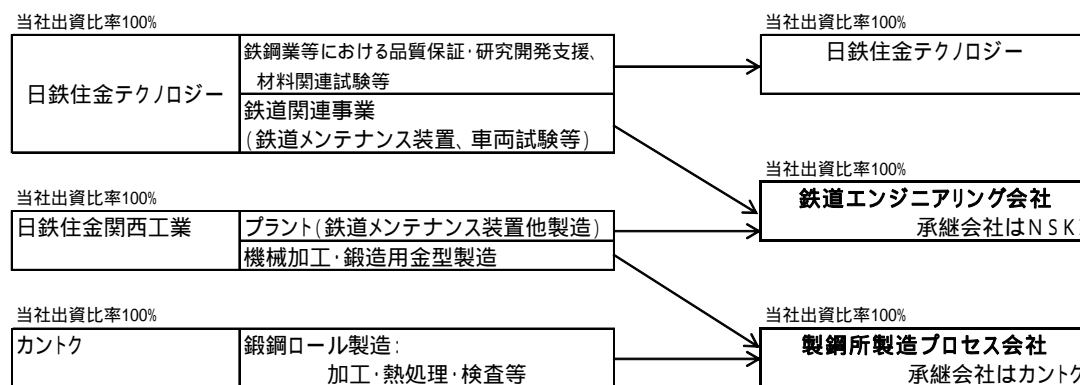 当社出資比率100%
日鉄住金テクノロジー
鉄鋼業等における品質保証・研究開発支援、
材料関連試験等
鉄道関連事業
(鉄道メンテナンス装置、車両試験等)
当社出資比率100%
日鉄住金関西工業
プラント(鉄道メンテナンス装置他製造)
機械加工・鍛造用金型製造
当社出資比率100%
カントク
鍛鋼ロール製造:
加工・熱処理・検査等
当社出資比率100%
日鉄住金テクノロジー
当社出資比率100%
鉄道エンジニアリング会社
承継会社はNSK
当社出資比率100%
製鋼所製造プロセス会社
承継会社はカントク